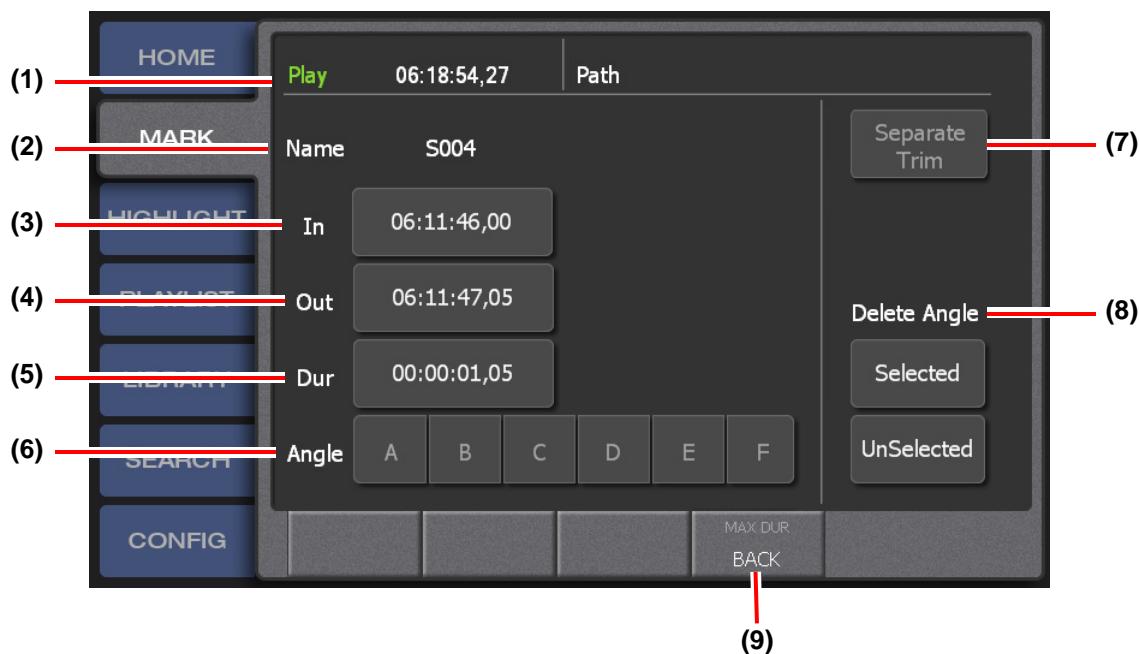 HOME
(1) Play 06:18:54,27 Path
MARK
(2) Name S004
Separate
Trim
(7)
HIGHLIGHT
(3) In 06:11:46,00
PLAYLIST
(4) Out 06:11:47,05
Delete Angle (8)
LIBRARY
(5) Dur 00:00:01,05
Selected
SEARCH
(6) Angle A B C D E F
UnSelected
CONFIG
MAX DUR
BACK
(9)